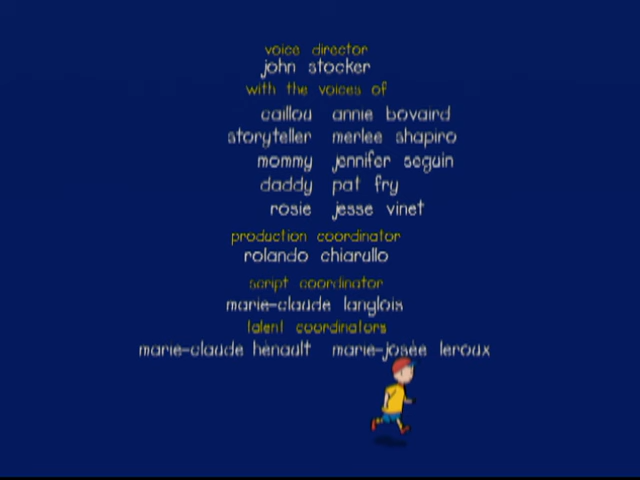 voice director
john stocker
with the voices of
caillou annie bovaird
storyteller merlee shapiro
mommy jennifer seguin
daddy pat fry
rosie jesse vinet
production coordinator
rolando chiarullo
script coordinator
marie-claude langlois
talent coordinators
marie-claude hénault marie-josée leroux